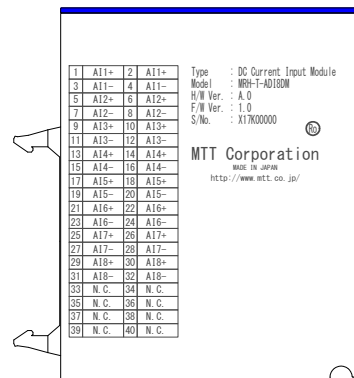 1 AI1+ 2 AI1+
3 AI1− 4 AI1−
5 AI2+ 6 AI2+
7 AI2− 8 AI2−
9 AI3+ 10 AI3+
11 AI3− 12 AI3−
13 AI4+ 14 AI4+
15 AI4− 16 AI4−
17 AI5+ 18 AI5+
19 AI5− 20 AI5−
21 AI6+ 22 AI6+
23 AI6− 24 AI6−
25 AI7+ 26 AI7+
27 AI7− 28 AI7−
29 AI8+ 30 AI8+
31 AI8− 32 AI8−
33 N.C. 34 N.C.
35 N.C. 36 N.C.
37 N.C. 38 N.C.
39 N.C. 40 N.C.
Type : DC Current Input Module
Model : MRH-T-ADI8DM
H/W Ver. : A.0
F/W Ver. : 1.0
S/No. : X17K00000
Ro
MTT Corporation
MADE IN JAPAN
http://www.mtt.co.jp/